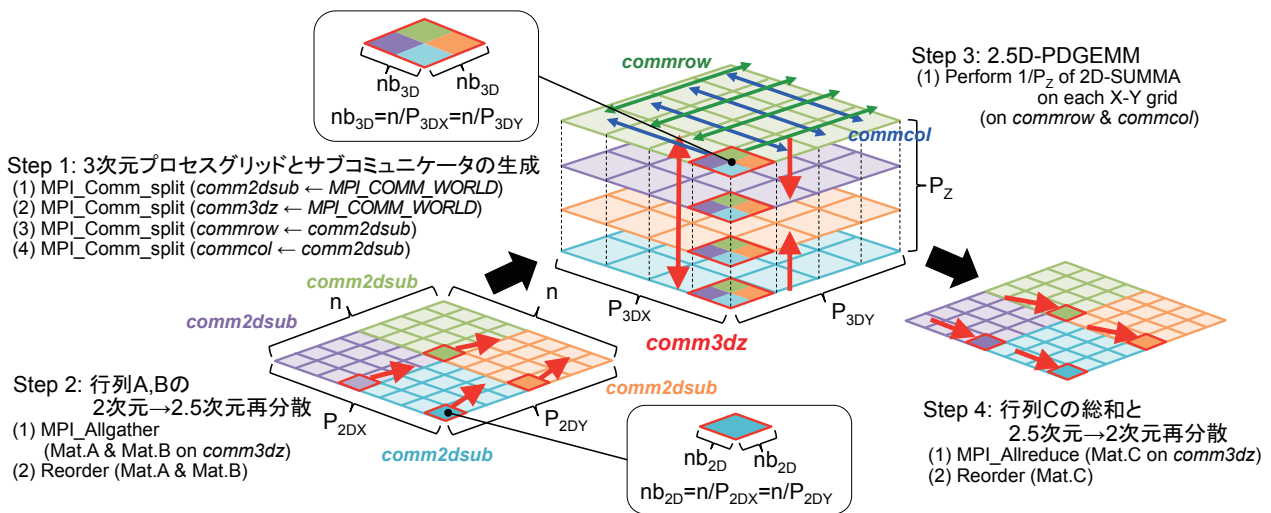 nb3D
nb3D
nb3D=n/P3DX=n/P3DY
commrow
commcol
Step 3: 2.5D-PDGEMM
(1) Perform 1/PZ of 2D-SUMMA
on each X-Y grid
(on commrow & commcol)
PZ
Step 1: 3次元プロセスグリッドとサブコミュニケータの生成
(1) MPI_Comm_split (comm2dsub ← MPI_COMM_WORLD)
(2) MPI_Comm_split (comm3dz ← MPI_COMM_WORLD)
(3) MPI_Comm_split (commrow ← comm2dsub)
(4) MPI_Comm_split (commcol ← comm2dsub)
P3DX
P3DY
comm3dz
comm2dsub
n
n
comm2dsub
comm2dsub
comm2dsub
P2DX
P2DY
Step 2: 行列A,Bの
2次元→2.5次元再分散
(1) MPI_Allgather
(Mat.A & Mat.B on comm3dz)
(2) Reorder (Mat.A & Mat.B)
nb2D
nb2D
nb2D=n/P2DX=n/P2DY
Step 4: 行列Cの総和と
2.5次元→2次元再分散
(1) MPI_Allreduce (Mat.C on comm3dz)
(2) Reorder (Mat.C)